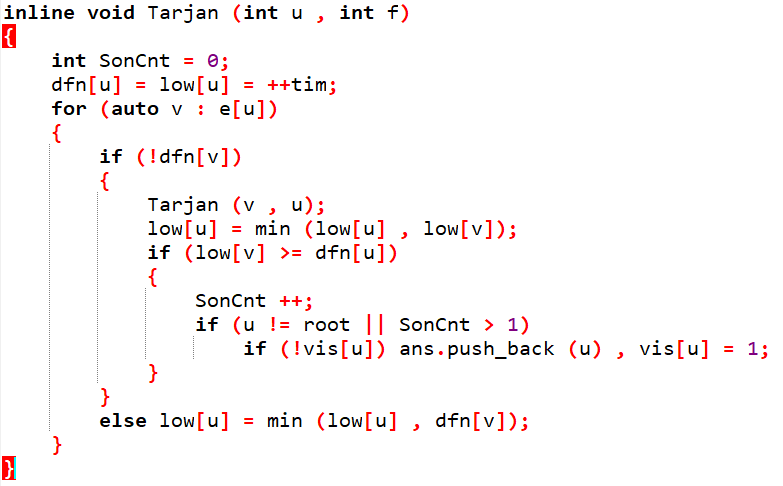 inline void Tarjan (int u , int f)
{
    int SonCnt = 0;
    dfn[u] = low[u] = ++tim;
    for (auto v : e[u])
    {
        if (!dfn[v])
        {
            Tarjan (v , u);
            low[u] = min (low[u] , low[v]);
            if (low[v] >= dfn[u])
            {
                SonCnt ++;
                if (u != root || SonCnt > 1)
                    if (!vis[u]) ans.push_back (u) , vis[u] = 1;
            }
        }
        else low[u] = min (low[u] , dfn[v]);
    }
}